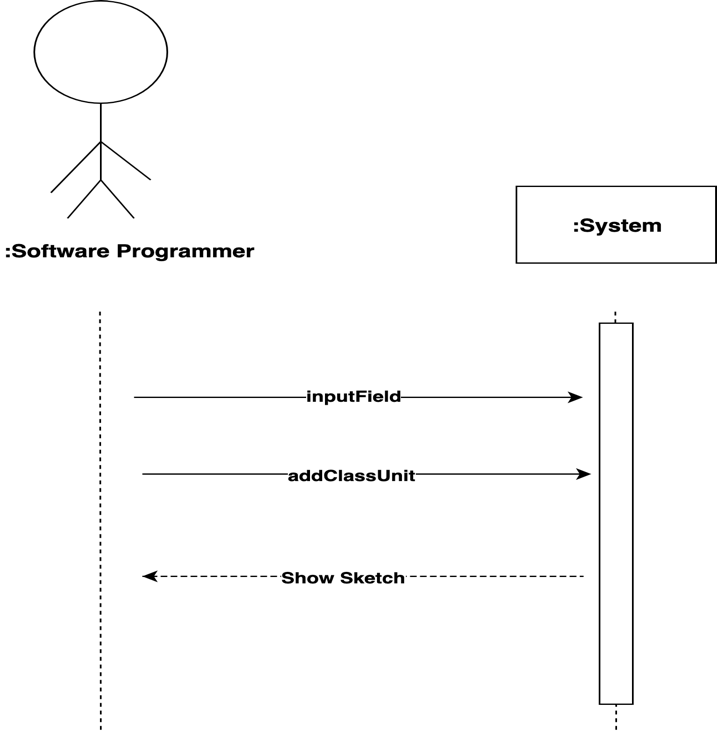 :System
:Software Programmer
inputField
addClassUnit
Show Sketch